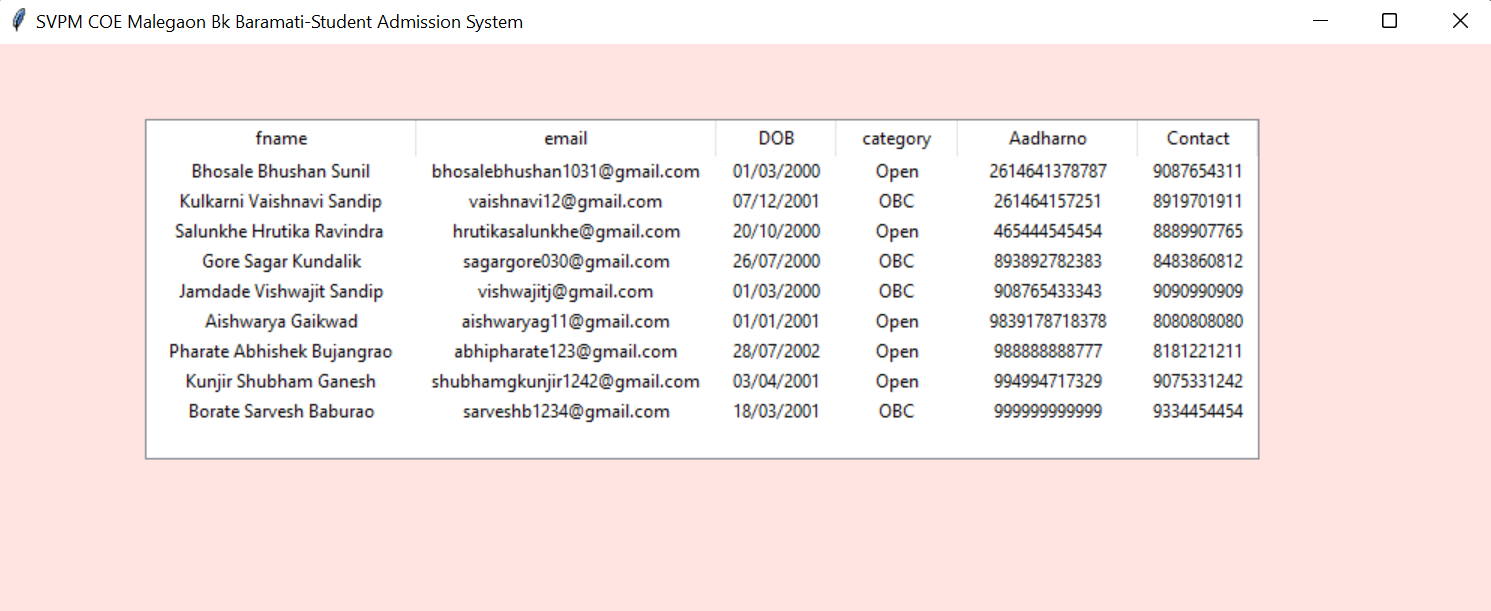 SVPM COE Malegaon Bk Baramati-Student Admission System
fname email DOB category Aadharno Contact
Bhosale Bhushan Sunil bhosalebhushan1031@gmail.com 01/03/2000 Open 2614641378787 9087654311
Kulkarni Vaishnavi Sandip vaishnavi12@gmail.com 07/12/2001 OBC 261464157251 8919701911
Salunkhe Hrutika Ravindra hrutikasalunkhe@gmail.com 20/10/2000 Open 465444545454 8889907765
Gore Sagar Kundalik sagargore030@gmail.com 26/07/2000 OBC 893892782383 8483860812
Jamdade Vishwajit Sandip vishwajitj@gmail.com 01/03/2000 OBC 908765433343 9090990909
Aishwarya Gaikwad aishwaryag11@gmail.com 01/01/2001 Open 9839178718378 8080808080
Pharate Abhishek Bujangrao abhipharate123@gmail.com 28/07/2002 Open 988888888777 8181221211
Kunjir Shubham Ganesh shubhamgkunjir1242@gmail.com 03/04/2001 Open 994994717329 9075331242
Borate Sarvesh Baburao sarveshb1234@gmail.com 18/03/2001 OBC 999999999999 9334454454